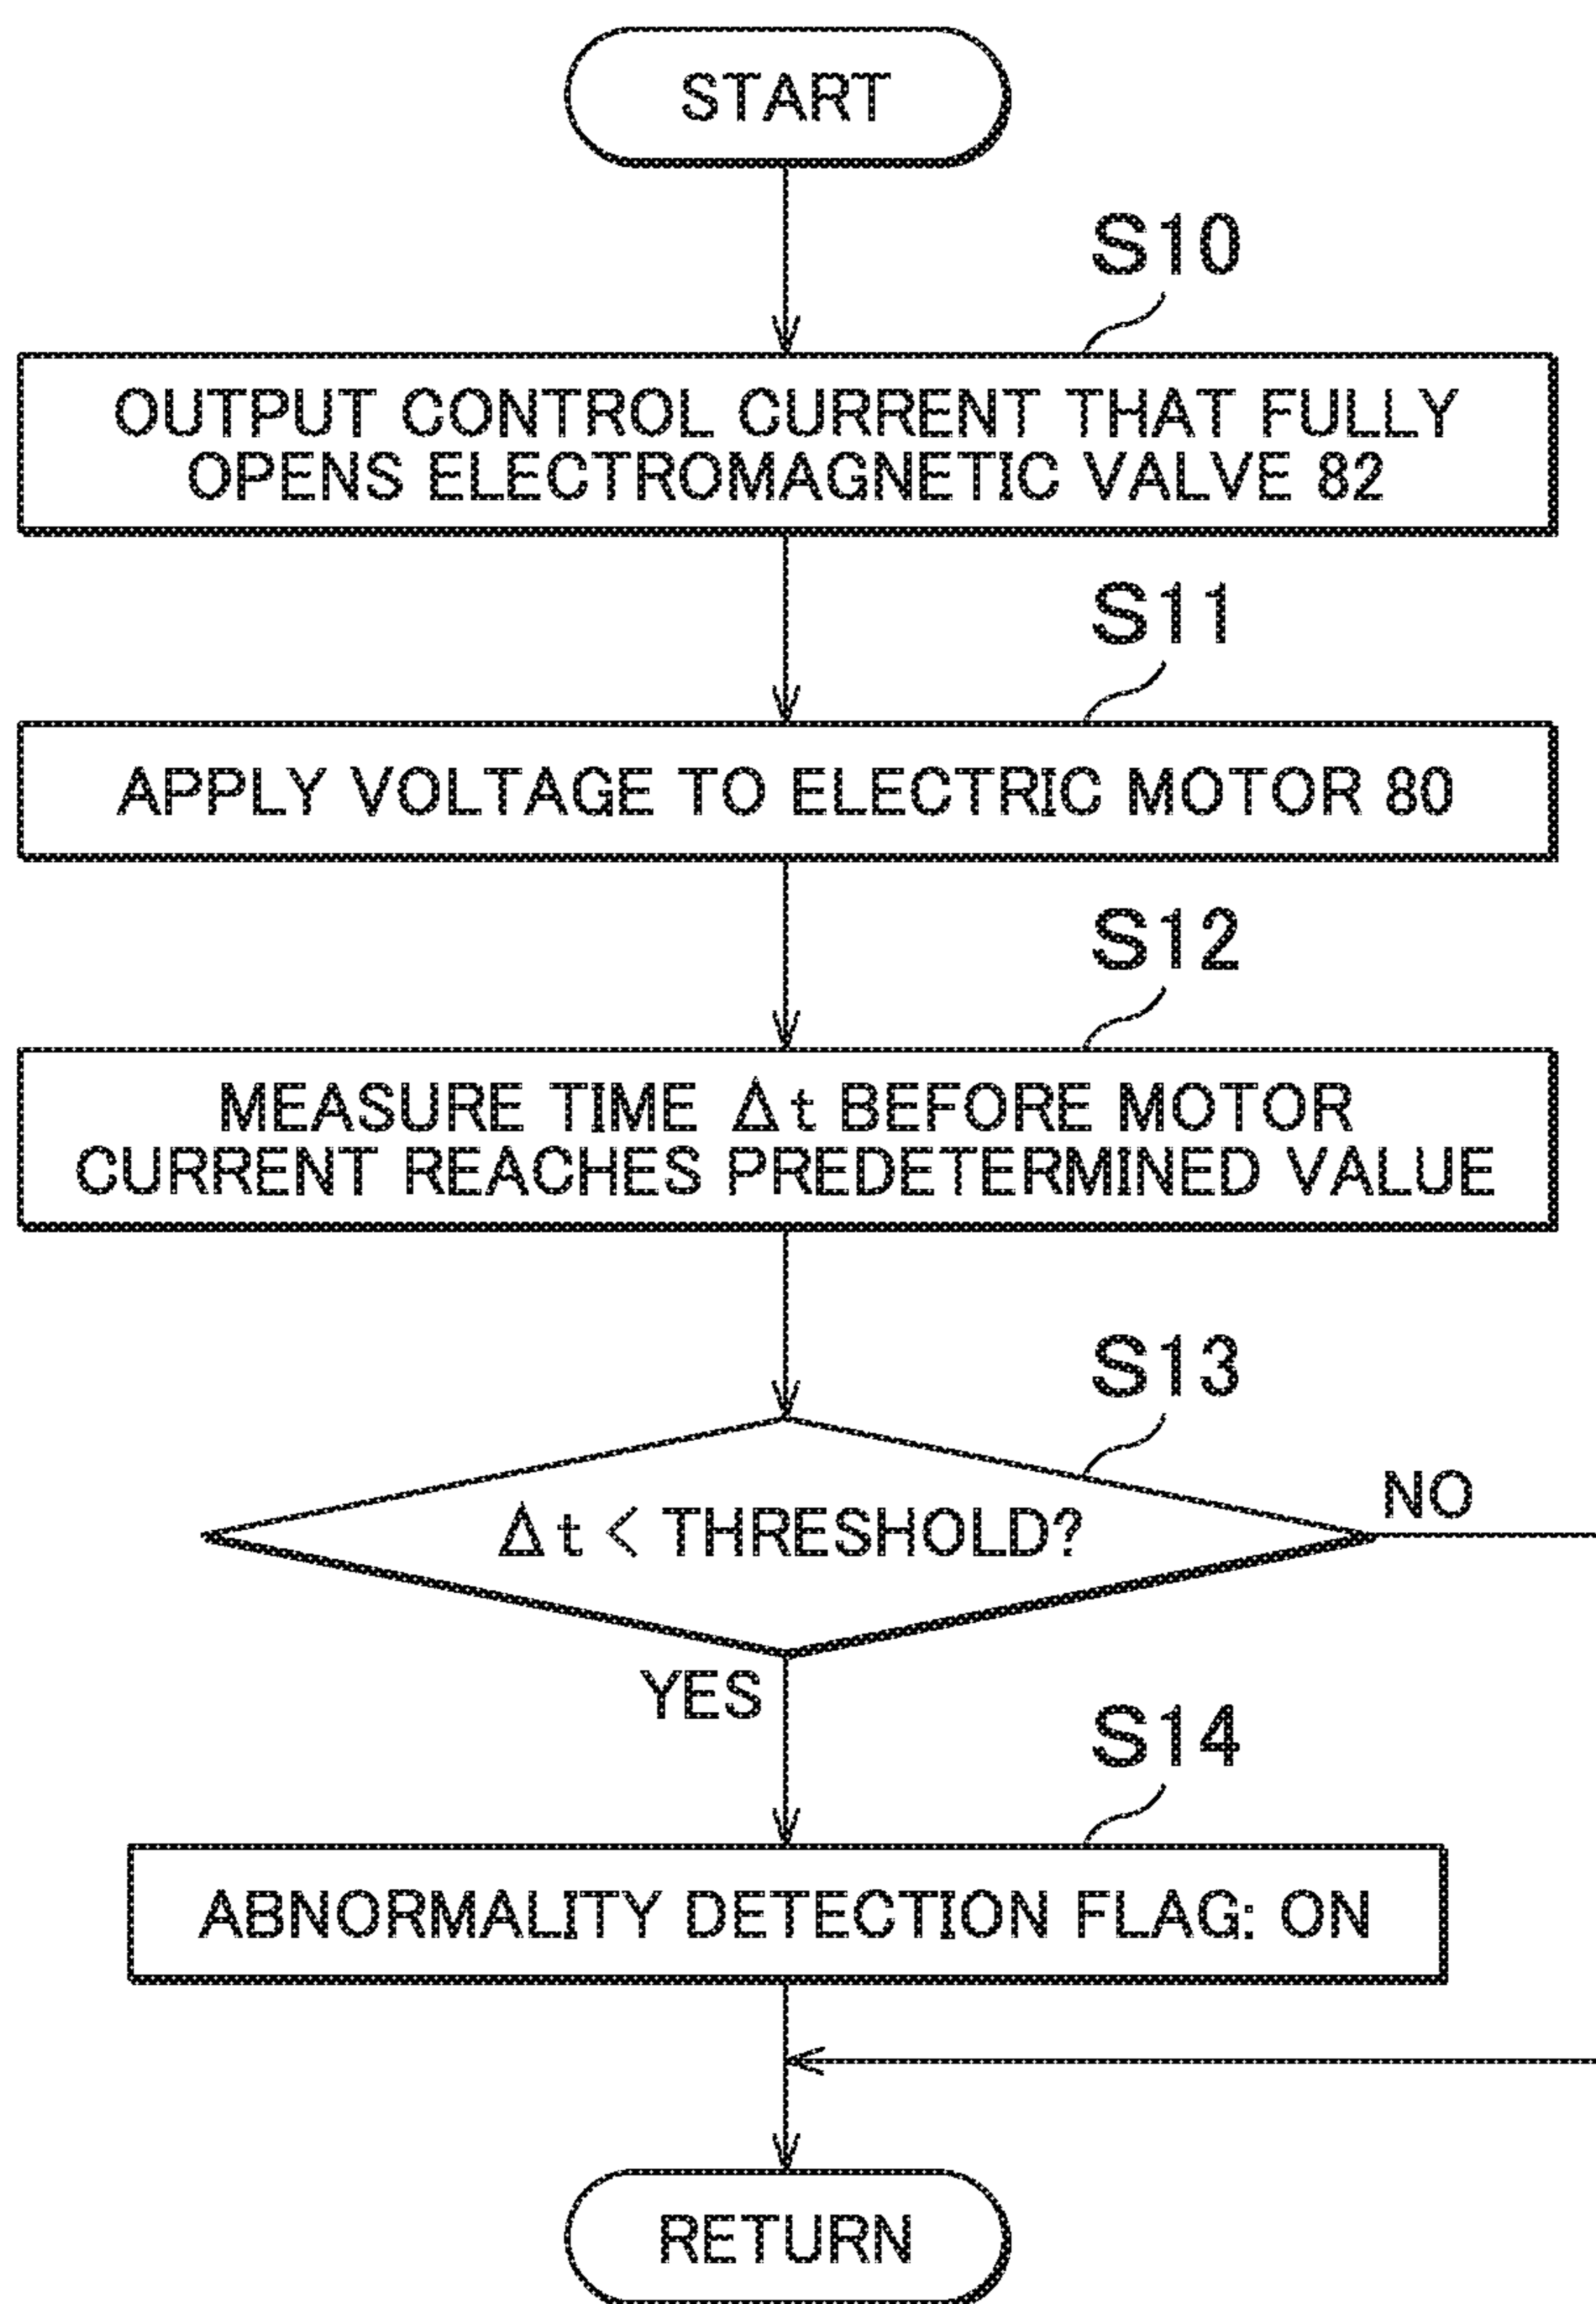 START
S10
OUTPUT CONTROL CURRENT THAT FULLY
OPENS ELECTROMAGNETIC VALVE 82
S11
APPLY VOLTAGE TO ELECTRIC MOTOR 80
S12
MEASURE TIME Δt BEFORE MOTOR
CURRENT REACHES PREDETERMINED VALUE
S13
Δt < THRESHOLD?
NO
YES
S14
ABNORMALITY DETECTION FLAG: ON
RETURN